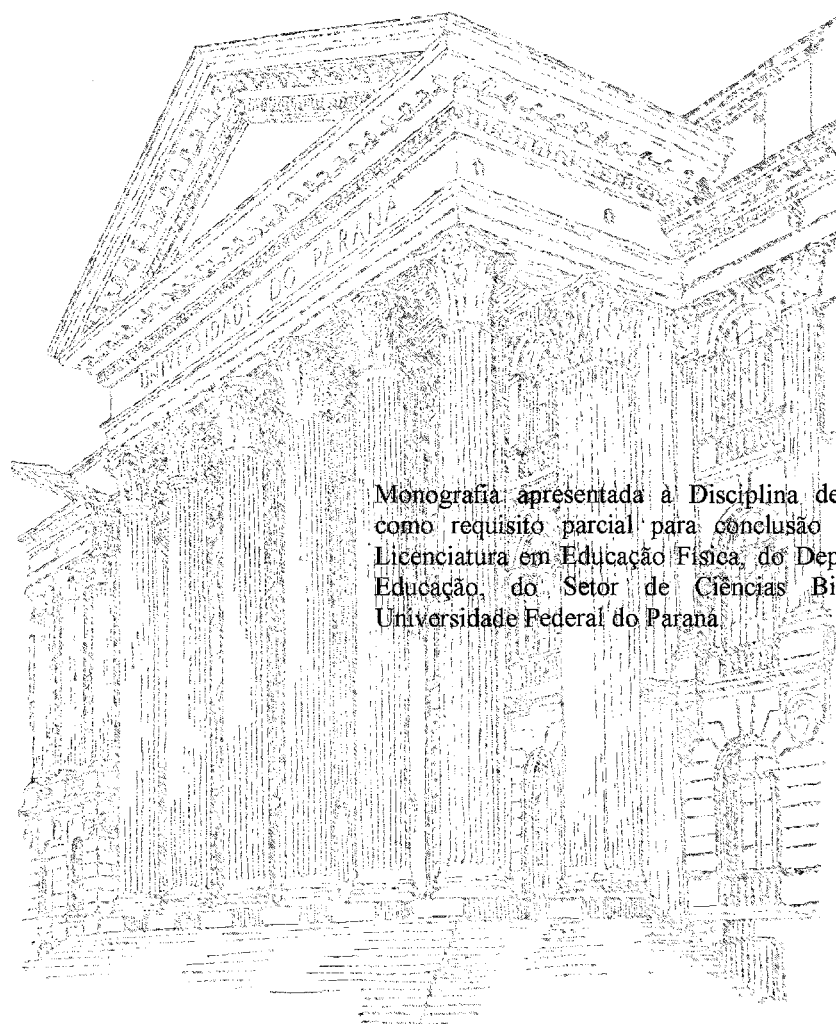 UNIVERSIDADE DO PARANÁ
Monografia apresentada à Disciplina de
como requisito parcial para conclusão
Licenciatura em Educação Física, do Dep
Educação, do Setor de Ciências Bi
Universidade Federal do Paraná